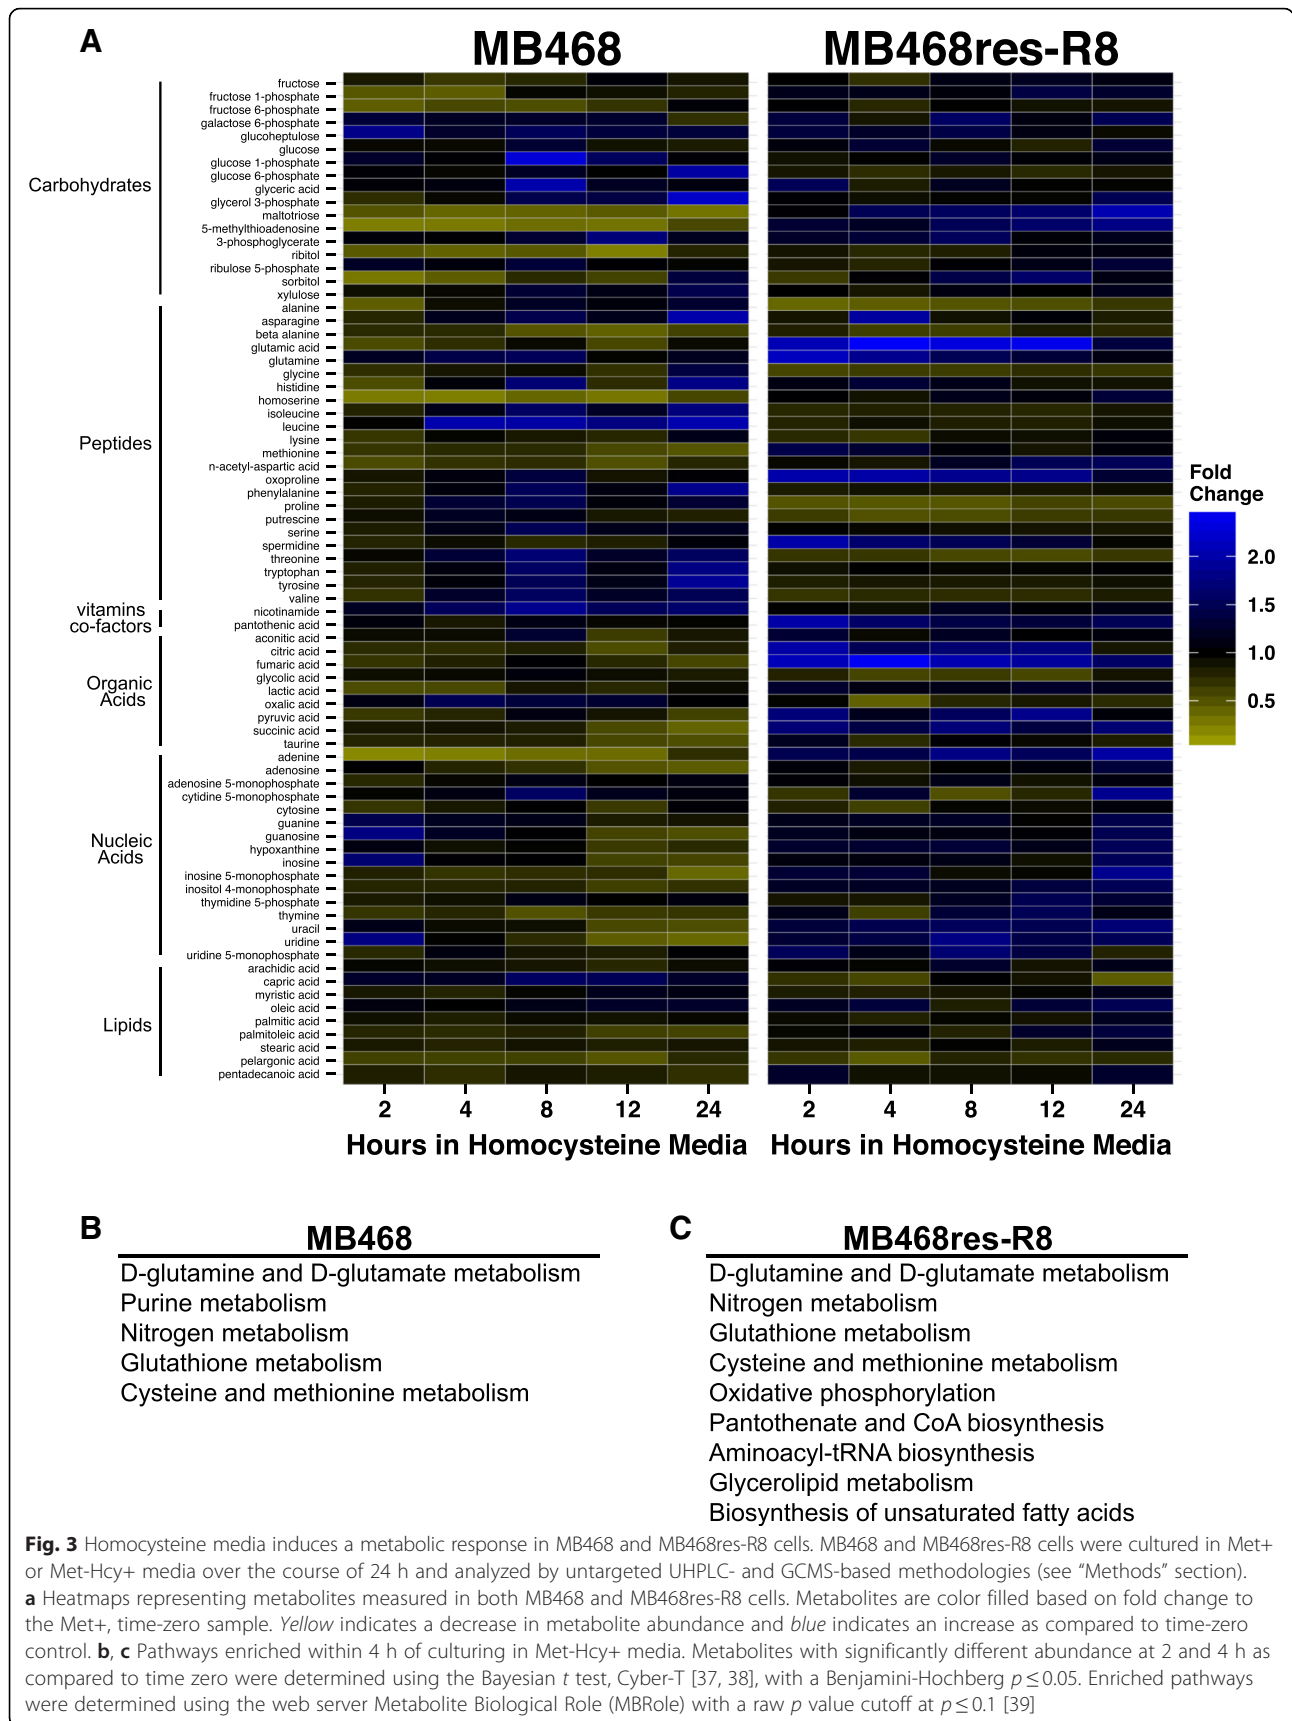 A
MB468
MB468res-R8
Carbohydrates
fructose
fructose 1-phosphate
fructose 6-phosphate
galactose 6-phosphate
glucoheptulose
glucose
glucose 1-phosphate
glucose 6-phosphate
glyceric acid
glycerol 3-phosphate
maltotriose
5-methylthioadenosine
3-phosphoglycerate
ribitol
ribulose 5-phosphate
sorbitol
xylulose
Peptides
alanine
asparagine
beta alanine
glutamic acid
glutamine
glycine
histidine
homoserine
isoleucine
leucine
lysine
methionine
n-acetyl-aspartic acid
oxoproline
phenylalanine
proline
putrescine
serine
spermidine
threonine
tryptophan
tyrosine
valine
vitamins
co-factors
nicotinamide
pantothenic acid
Organic
Acids
aconitic acid
citric acid
fumaric acid
glycolic acid
lactic acid
oxalic acid
pyruvic acid
succinic acid
taurine
Nucleic
Acids
adenine
adenosine
adenosine 5-monophosphate
cytidine 5-monophosphate
cytosine
guanine
guanosine
hypoxanthine
inosine
inosine 5-monophosphate
inositol 4-monophosphate
thymidine 5-phosphate
thymine
uracil
uridine
uridine 5-monophosphate
Lipids
arachidic acid
capric acid
myristic acid
oleic acid
palmitic acid
palmitoleic acid
stearic acid
pelargonic acid
pentadecanoic acid
Fold
Change
2.0
1.5
1.0
0.5
2 4 8 12 24
2 4 8 12 24
Hours in Homocysteine Media
Hours in Homocysteine Media
B
MB468
D-glutamine and D-glutamate metabolism
Purine metabolism
Nitrogen metabolism
Glutathione metabolism
Cysteine and methionine metabolism
C
MB468res-R8
D-glutamine and D-glutamate metabolism
Nitrogen metabolism
Glutathione metabolism
Cysteine and methionine metabolism
Oxidative phosphorylation
Pantothenate and CoA biosynthesis
Aminoacyl-tRNA biosynthesis
Glycerolipid metabolism
Biosynthesis of unsaturated fatty acids
Fig. 3 Homocysteine media induces a metabolic response in MB468 and MB468res-R8 cells. MB468 and MB468res-R8 cells were cultured in Met+
or Met-Hcy+ media over the course of 24 h and analyzed by untargeted UHPLC- and GCMS-based methodologies (see “Methods” section).
a Heatmaps representing metabolites measured in both MB468 and MB468res-R8 cells. Metabolites are color filled based on fold change to
the Met+, time-zero sample. Yellow indicates a decrease in metabolite abundance and blue indicates an increase as compared to time-zero
control. b, c Pathways enriched within 4 h of culturing in Met-Hcy+ media. Metabolites with significantly different abundance at 2 and 4 h as
compared to time zero were determined using the Bayesian t test, Cyber-T [37, 38], with a Benjamini-Hochberg p ≤ 0.05. Enriched pathways
were determined using the web server Metabolite Biological Role (MBRole) with a raw p value cutoff at p ≤ 0.1 [39]